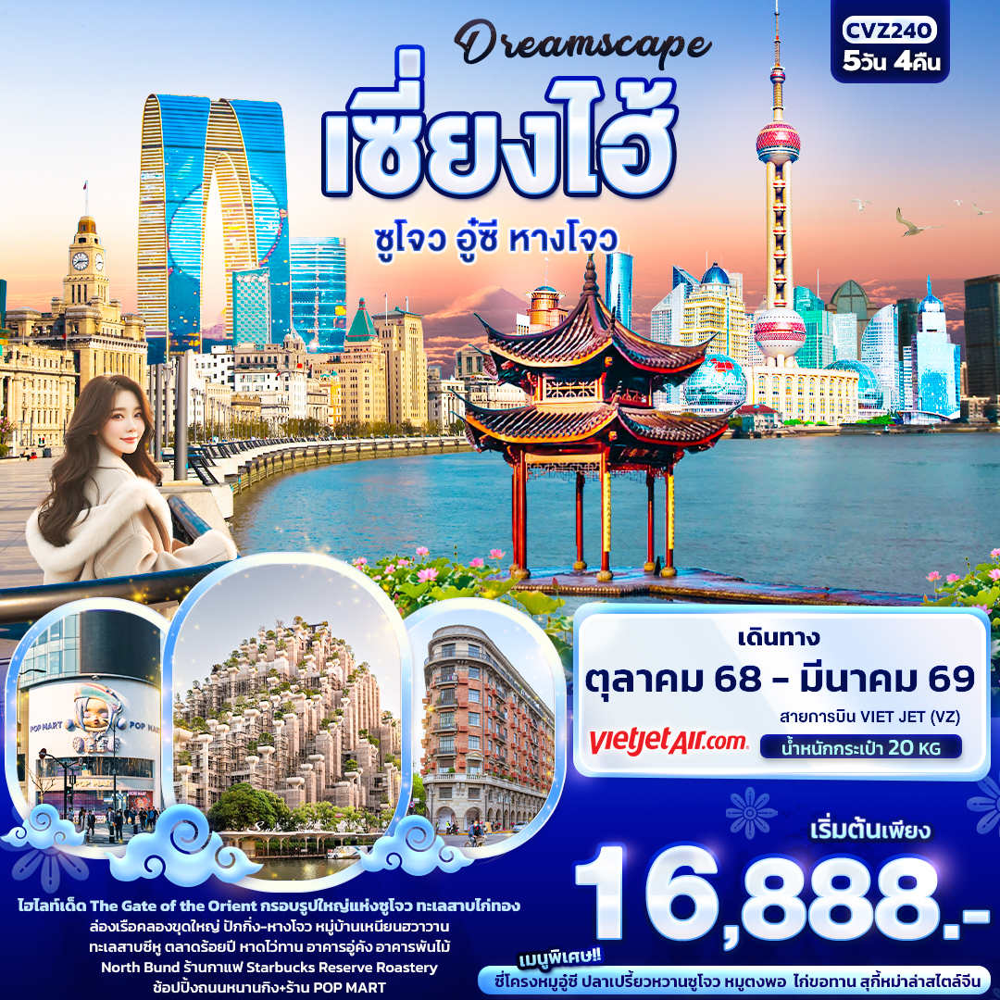 Dreamscape
CVZ240
5วัน 4คืน
เซี่ยงไฮ้
ซูโจว อู๋ซี หางโจว
POP MART
POP MART
เดินทาง
ตุลาคม 68 - มีนาคม 69
สายการบิน VIET JET (VZ)
vietjetAir.com
น้ำหนักกระเป๋า 20 KG
เริ่มต้นเพียง
16,888.-
ไฮไลท์เด็ด The Gate of the Orient กรอบรูปใหญ่แห่งซูโจว ทะเลสาบไก่ทอง
ล่องเรือคลองขุดใหญ่ ปักกิ่ง-หางโจว หมู่บ้านเหนียนฮวาวาน
ทะเลสาบซีหู ตลาดร้อยปี หาดไว่ทาน อาคารอู่คัง อาคารพันไม้
North Bund ร้านกาแฟ Starbucks Reserve Roastery
ช้อปปิ้งถนนหนานกิง+ร้าน POP MART
เมนูพิเศษ!!
ซี่โครงหมูอู๋ซี ปลาเปรี้ยวหวานซูโจว หมูตงพอ ไก่ขอทาน สุกี้หม่าล่าสไตล์จีน